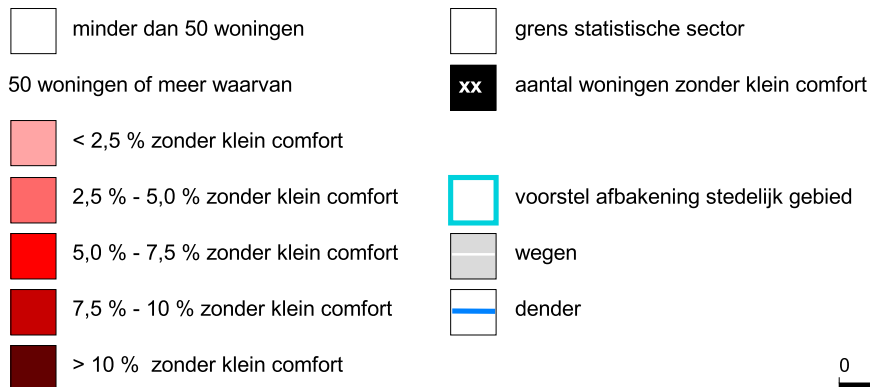 minder dan 50 woningen
50 woningen of meer waarvan
< 2,5 % zonder klein comfort
2,5 % - 5,0 % zonder klein comfort
5,0 % - 7,5 % zonder klein comfort
7,5 % - 10 % zonder klein comfort
> 10 % zonder klein comfort
grens statistische sector
xx aantal woningen zonder klein comfort
voorstel afbakening stedelijk gebied
wegen
dender
0